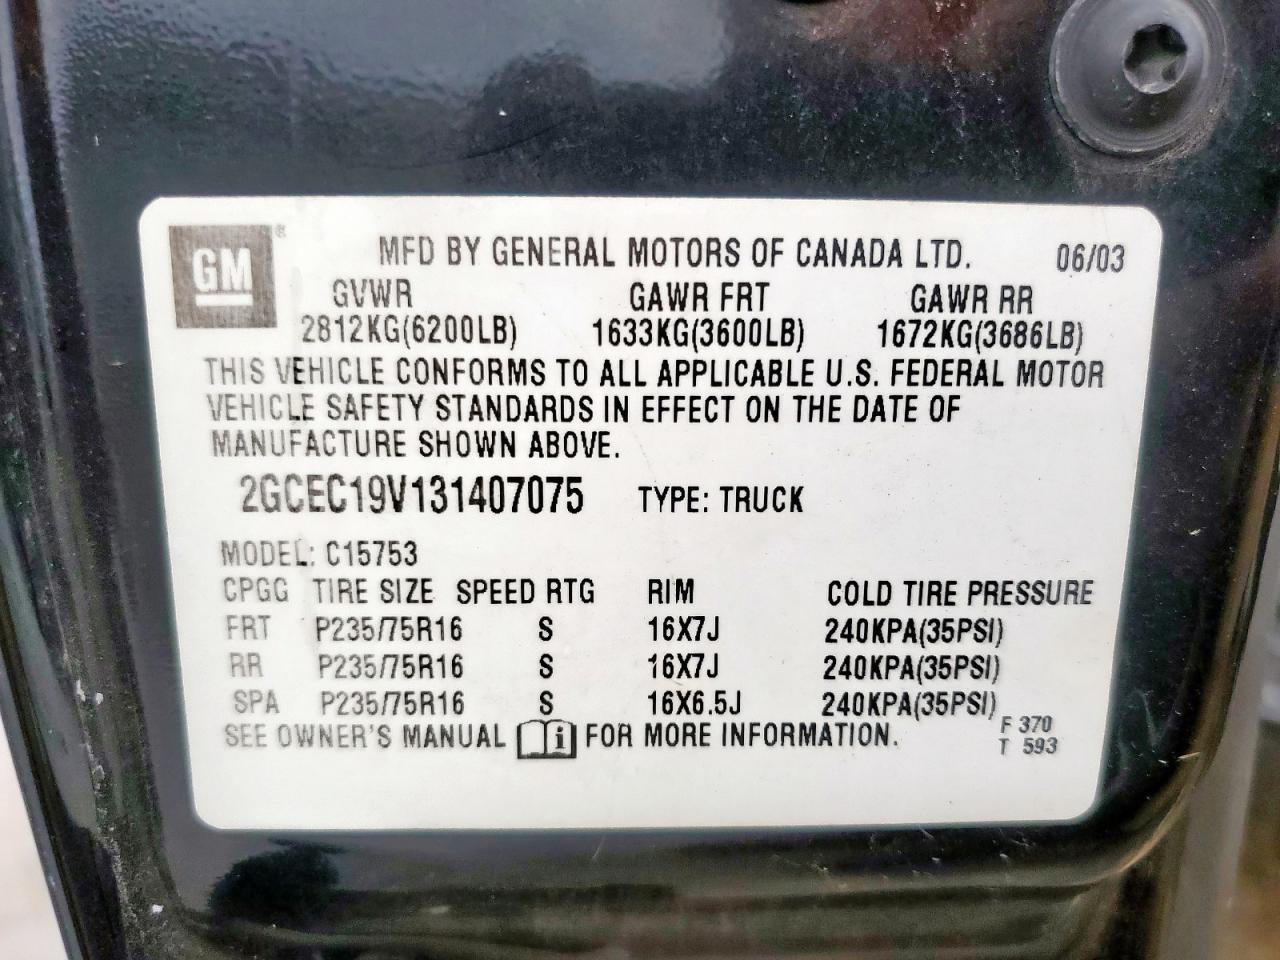 GM®
MFD BY GENERAL MOTORS OF CANADA LTD. 06/03
GVWR GAWR FRT GAWR RR
2812KG(6200LB) 1633KG(3600LB) 1672KG(3686LB)
THIS VEHICLE CONFORMS TO ALL APPLICABLE U.S. FEDERAL MOTOR
VEHICLE SAFETY STANDARDS IN EFFECT ON THE DATE OF
MANUFACTURE SHOWN ABOVE.
2GCEC19V131407075 TYPE: TRUCK
MODEL: C15753
CPGG TIRE SIZE SPEED RTG RIM COLD TIRE PRESSURE
FRT P235/75R16 S 16X7J 240KPA(35PSI)
RR P235/75R16 S 16X7J 240KPA(35PSI)
SPA P235/75R16 S 16X6.5J 240KPA(35PSI)
SEE OWNER'S MANUAL i FOR MORE INFORMATION. F 370
T 593